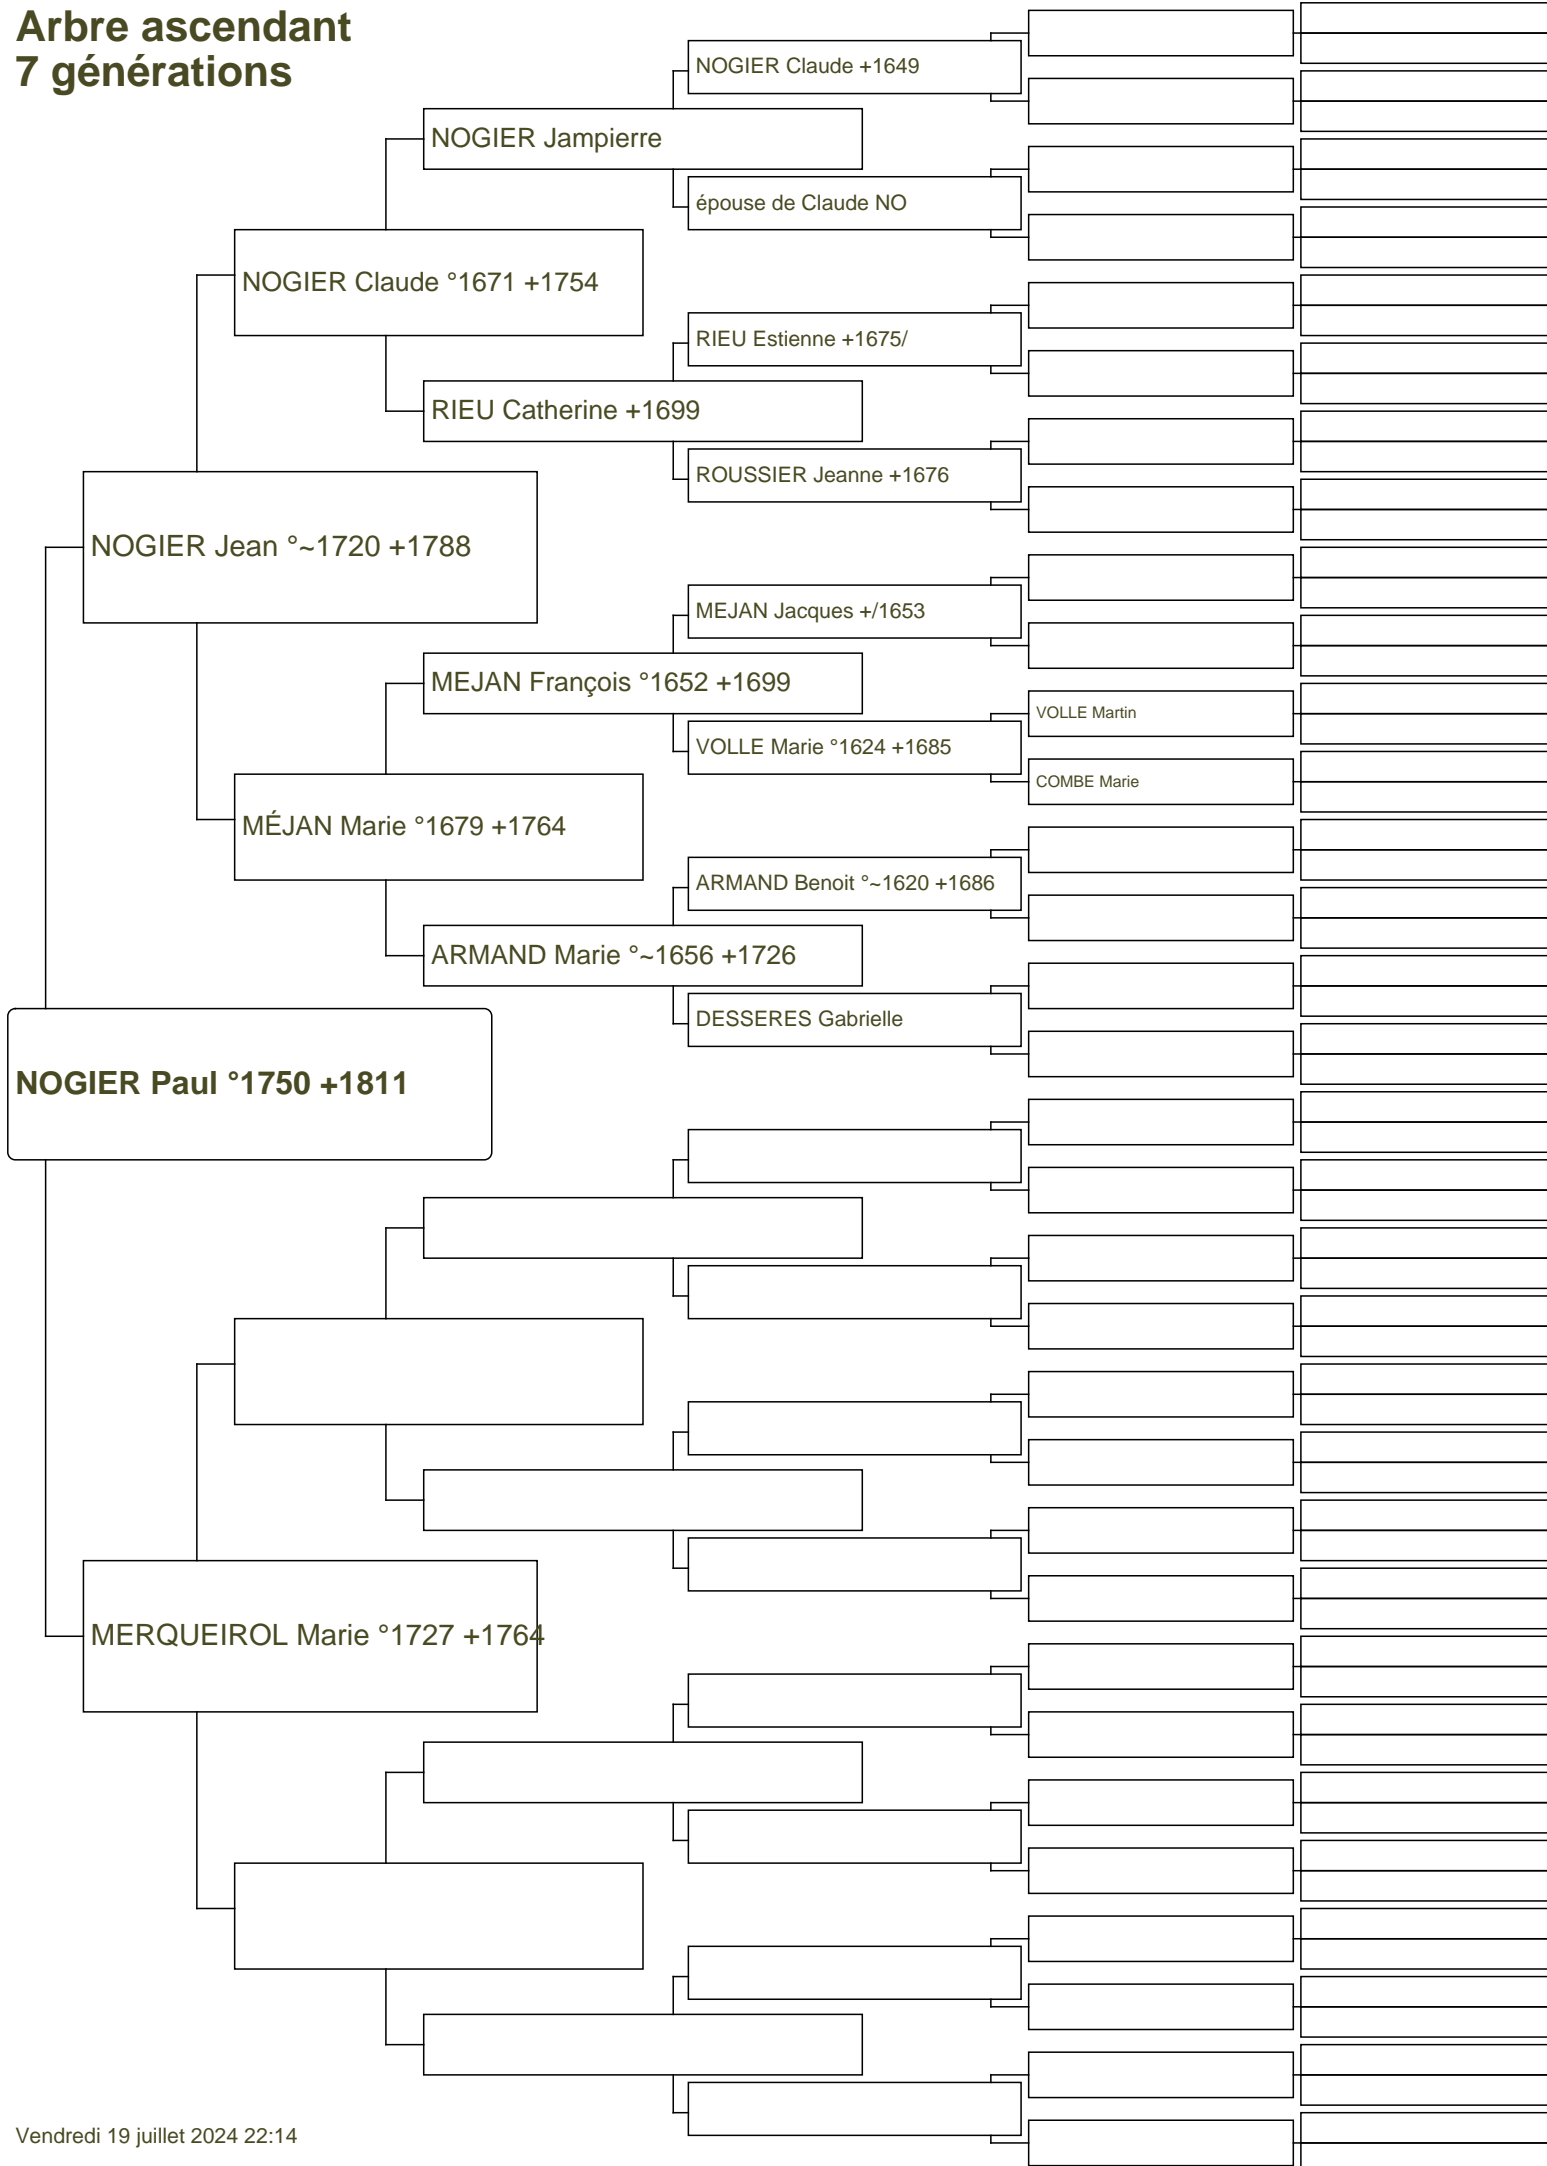 Arbre ascendant
7 générations
NOGIER Claude +1649
NOGIER Jampierre
épouse de Claude NO
NOGIER Claude °1671 +1754
RIEU Estienne +1675/
RIEU Catherine +1699
ROUSSIER Jeanne +1676
NOGIER Jean °~1720 +1788
MEJAN Jacques +/1653
MEJAN François °1652 +1699
VOLLE Martin
VOLLE Marie °1624 +1685
COMBE Marie
MÉJAN Marie °1679 +1764
ARMAND Benoit °~1620 +1686
ARMAND Marie °~1656 +1726
DESSERES Gabrielle
NOGIER Paul °1750 +1811
MERQUEIROL Marie °1727 +1764
Vendredi 19 juillet 2024 22:14